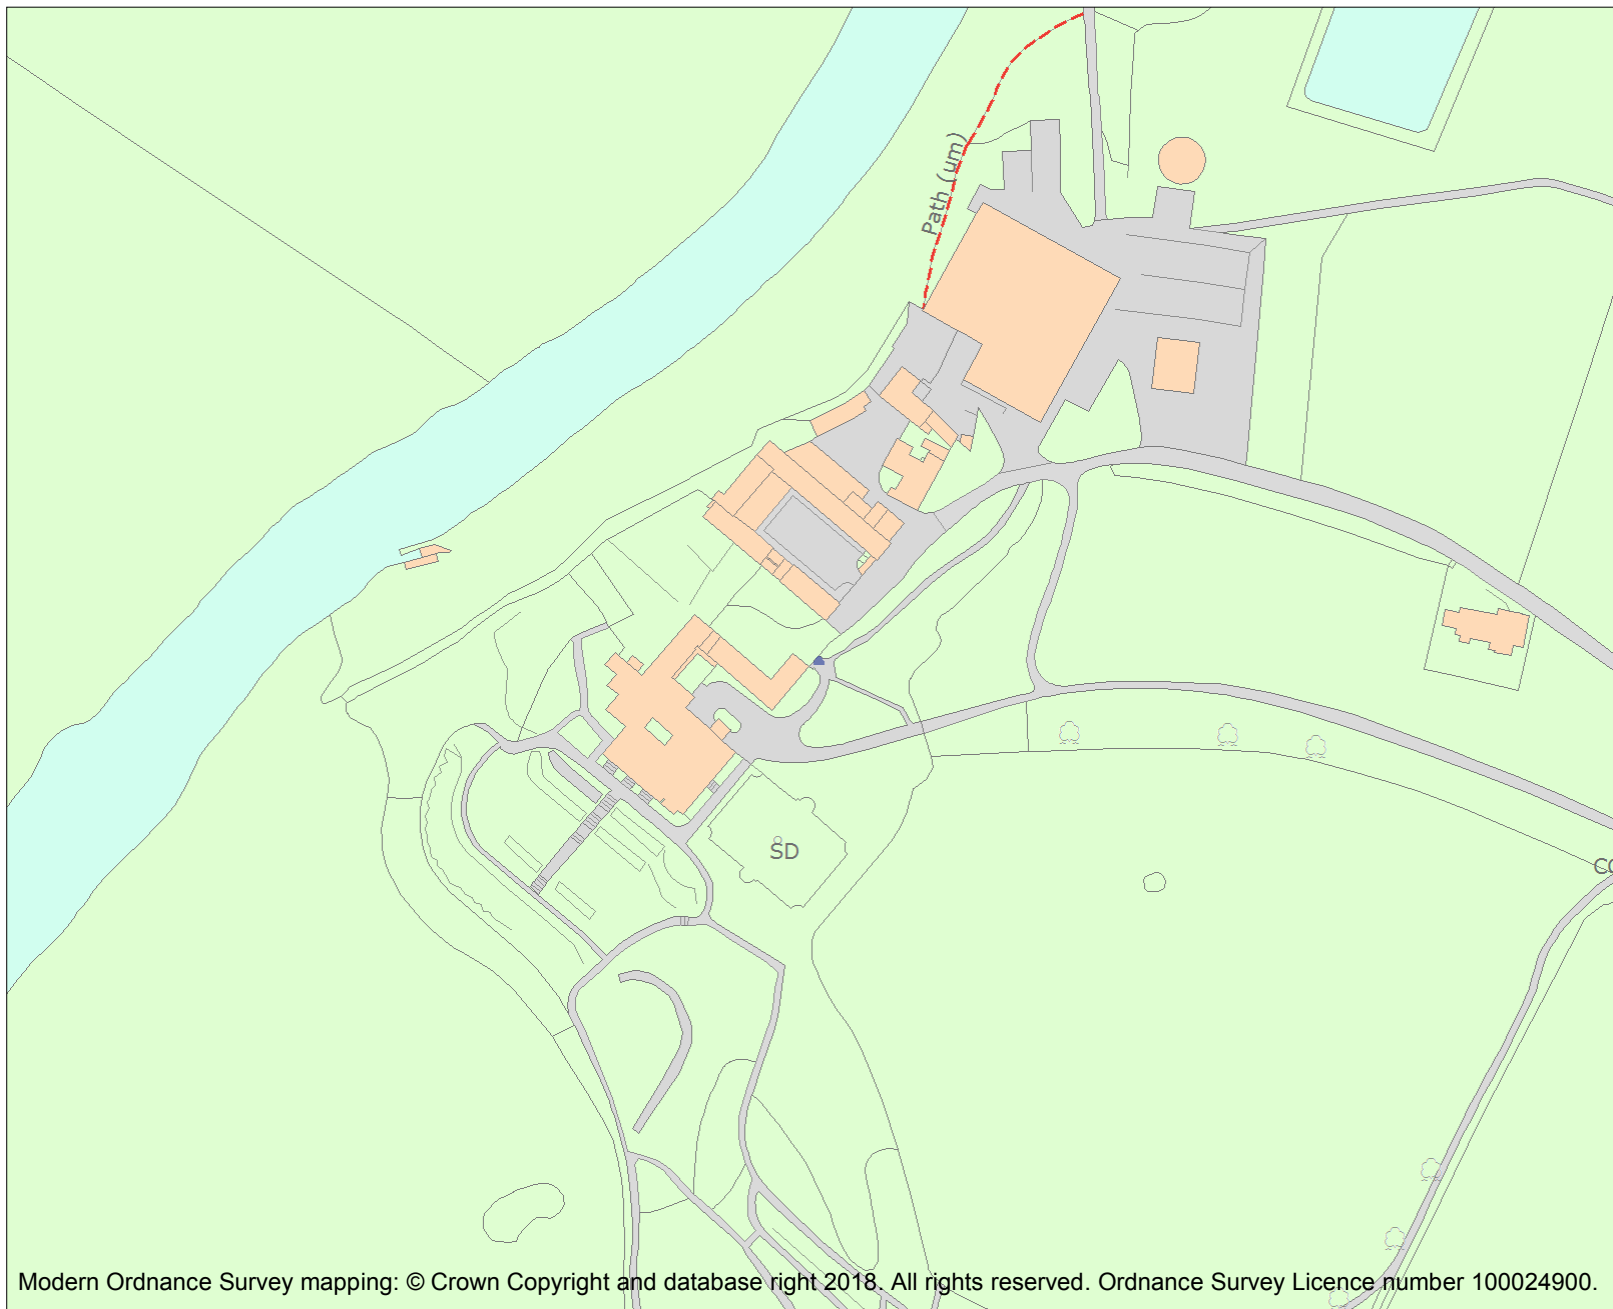 Path (um)
SD
CC
Modern Ordnance Survey mapping: © Crown Copyright and database right 2018. All rights reserved. Ordnance Survey Licence number 100024900.